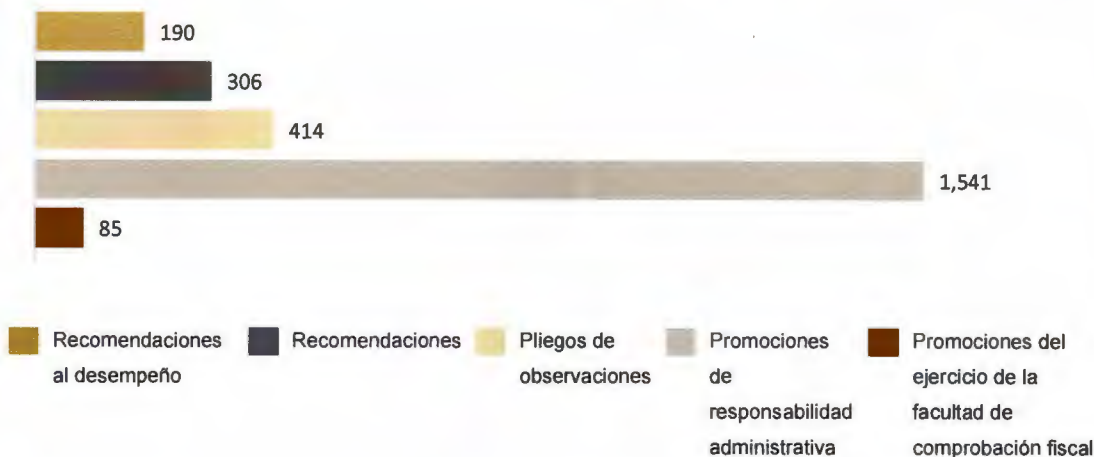 190
306
414
1,541
85
Recomendaciones
al desempeño
Recomendaciones
Pliegos de
observaciones
Promociones
de
responsabilidad
administrativa
Promociones del
ejercicio de la
facultad de
comprobación fiscal